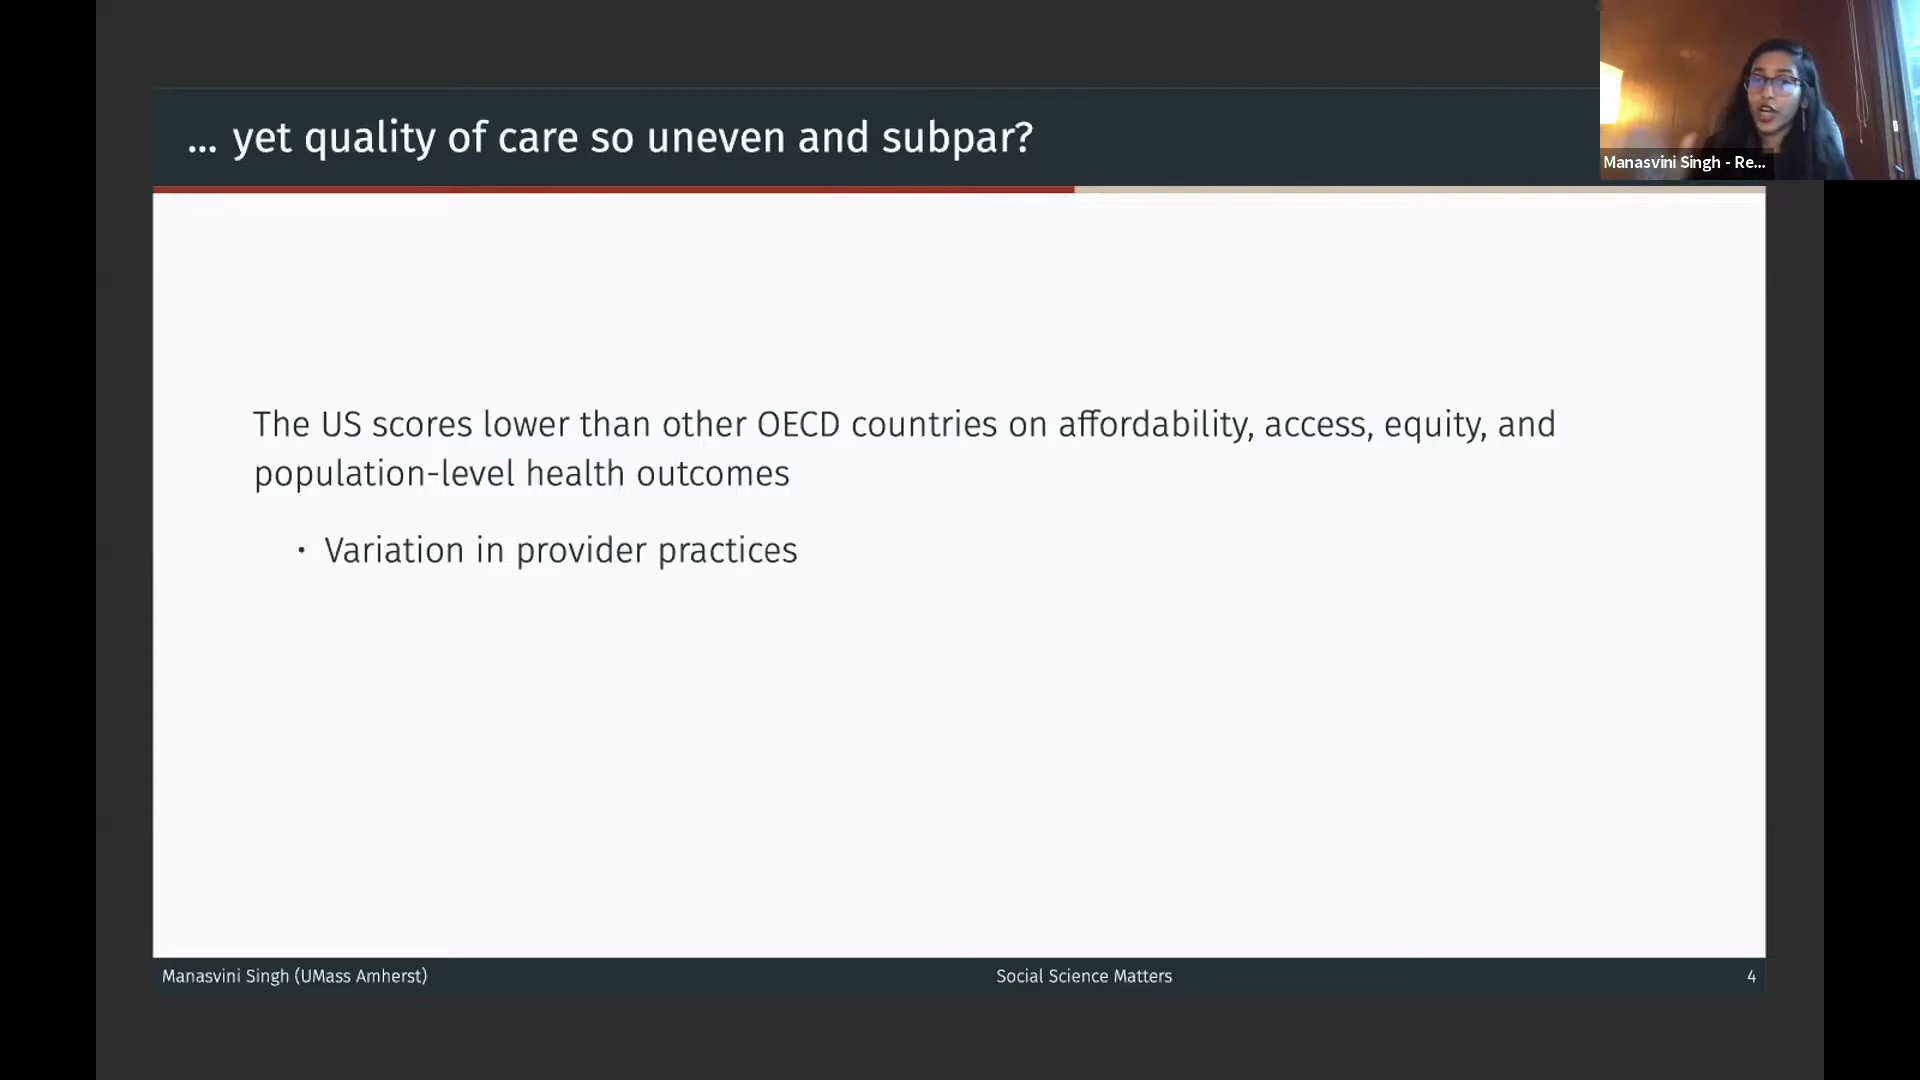 ... yet quality of care so uneven and subpar?
Manasvini Singh - Re...
The US scores lower than other OECD countries on affordability, access, equity, and
population-level health outcomes
• Variation in provider practices
Manasvini Singh (UMass Amherst)
Social Science Matters
4